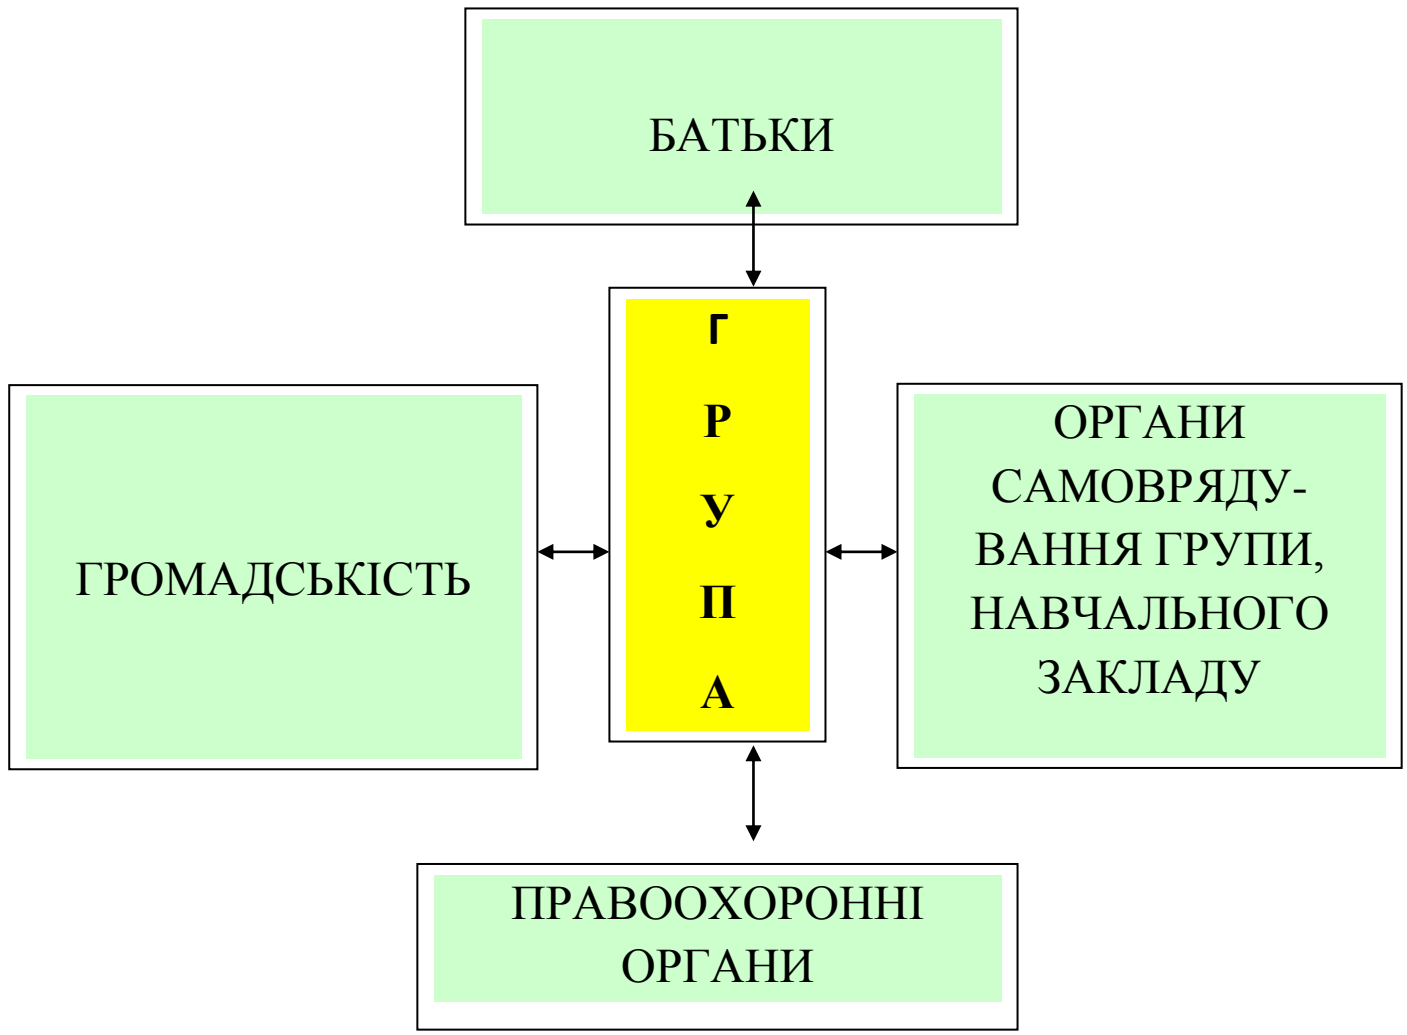 БАТЬКИ
Г
Р
У
П
А
ГРОМАДСЬКІСТЬ
ОРГАНИ
САМОВРЯДУ-
ВАННЯ ГРУПИ,
НАВЧАЛЬНОГО
ЗАКЛАДУ
ПРАВООХОРОННІ
ОРГАНИ